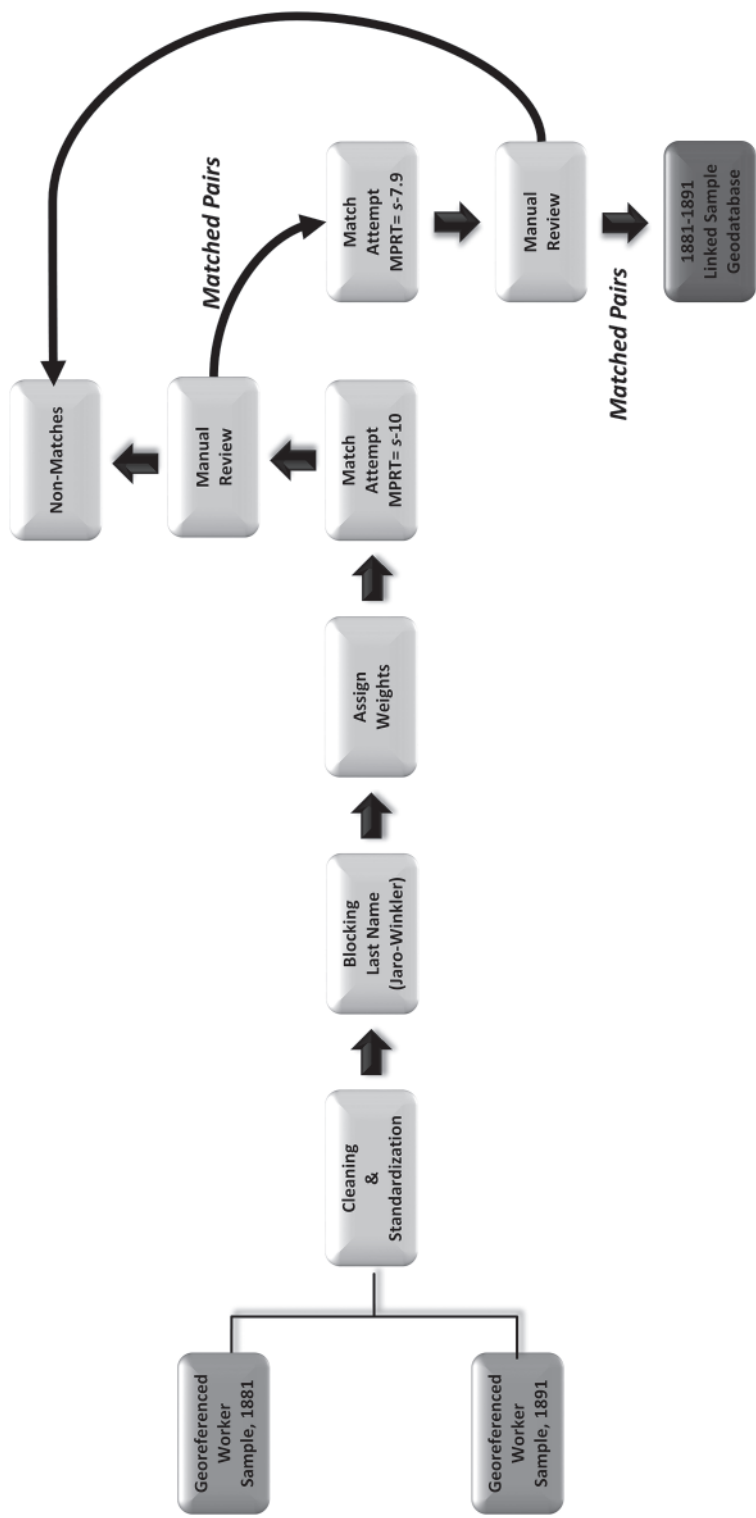 Georeferenced
Worker
Sample, 1881
Georeferenced
Worker
Sample, 1891
Cleaning
&
Standardization
Blocking
Last Name
(Jaro-Winkler)
Assign
Weights
Match
Attempt
MPRT= s-10
Manual
Review
Non-Matches
Matched Pairs
Match
Attempt
MPRT= s-7.9
Manual
Review
Matched Pairs
1881-1891
Linked Sample
Geodatabase